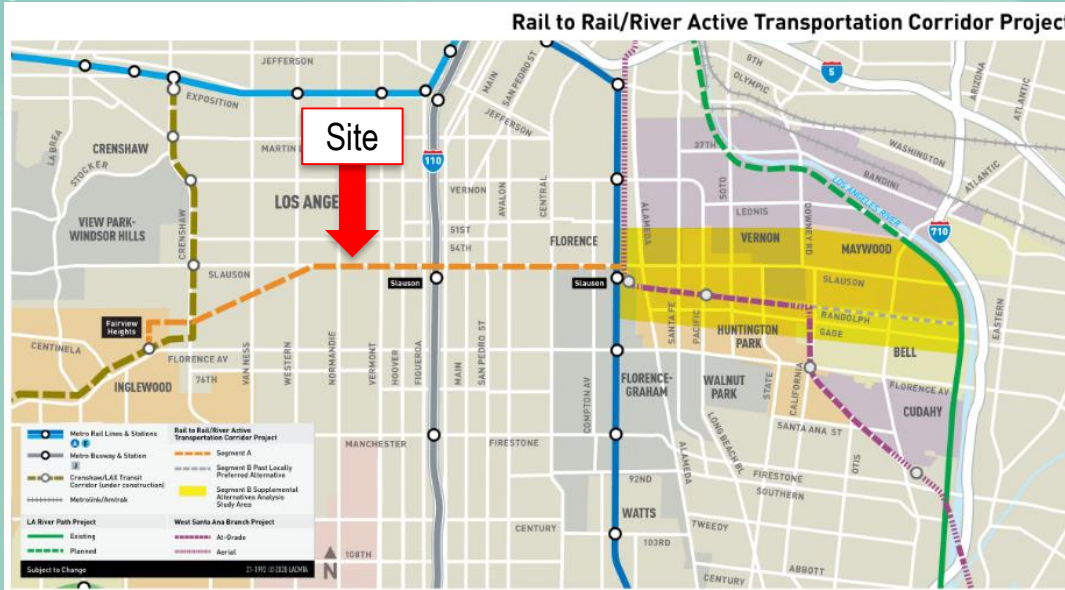 Rail to Rail/River Active Transportation Corridor Project
JEFFERSON
MAIN
SAN PEDRO ST
5
8TH
OLYMPIC
ARIZONA
ATLANTIC
EXPOSITION
JEFFERSON
LA BREA
CRENSHAW
STOCKER
Site
MARTIN L
110
37TH
WASHINGTON
BANDINI
ATLANTIC
VERNON
AVALON
CENTRAL
SOTO
LOS ANGELES RIVER
LOS ANGE
VIEW PARK-
WINDSOR HILLS
CRENSHAW
51ST
54TH
FLORENCE
ALAMEDA
LEONIS
DOWNEY RD
VERNON
MAYWOOD
710
SLAUSON
Slauson
Slauson
SLAUSON
Fairview
Heights
SANTA FE
PACIFIC
RANDOLPH
GAGE
EASTERN
CENTINELA
FLORENCE AV
INGLEWOOD
76TH
VAN NESS
WESTERN
NORMANDIE
VERMONT
HOOVER
FIGUEROA
MAIN
SAN PEDRO ST
COMPTON AV
HUNTINGTON
PARK
BELL
FLORENCE-
GRAHAM
WALNUT
PARK
STATE
CALIFORNIA
FLORENCE AV
CUDAHY
SANTA ANA ST
LONG BEACH BL
OTIS
MANCHESTER
FIRESTONE
ALAMEDA
92ND
FIRESTONE
SOUTHERN
WATTS
CENTURY
TWEEDY
103RD
108TH
ABBOTT
CENTURY
N
Metro Rail Lines & Stations
A E
Metro Busway & Station
J
Crenshaw/LAX Transit
Corridor (under construction)
Metrolink/Amtrak
Rail to Rail/River Active
Transportation Corridor Project
Segment A
Segment B Past Locally
Preferred Alternative
Segment B Supplemental
Alternatives Analysis
Study Area
LA River Path Project
Existing
Planned
West Santa Ana Branch Project
At-Grade
Aerial
Subject to Change
21-1992 © 2020 LACMTA